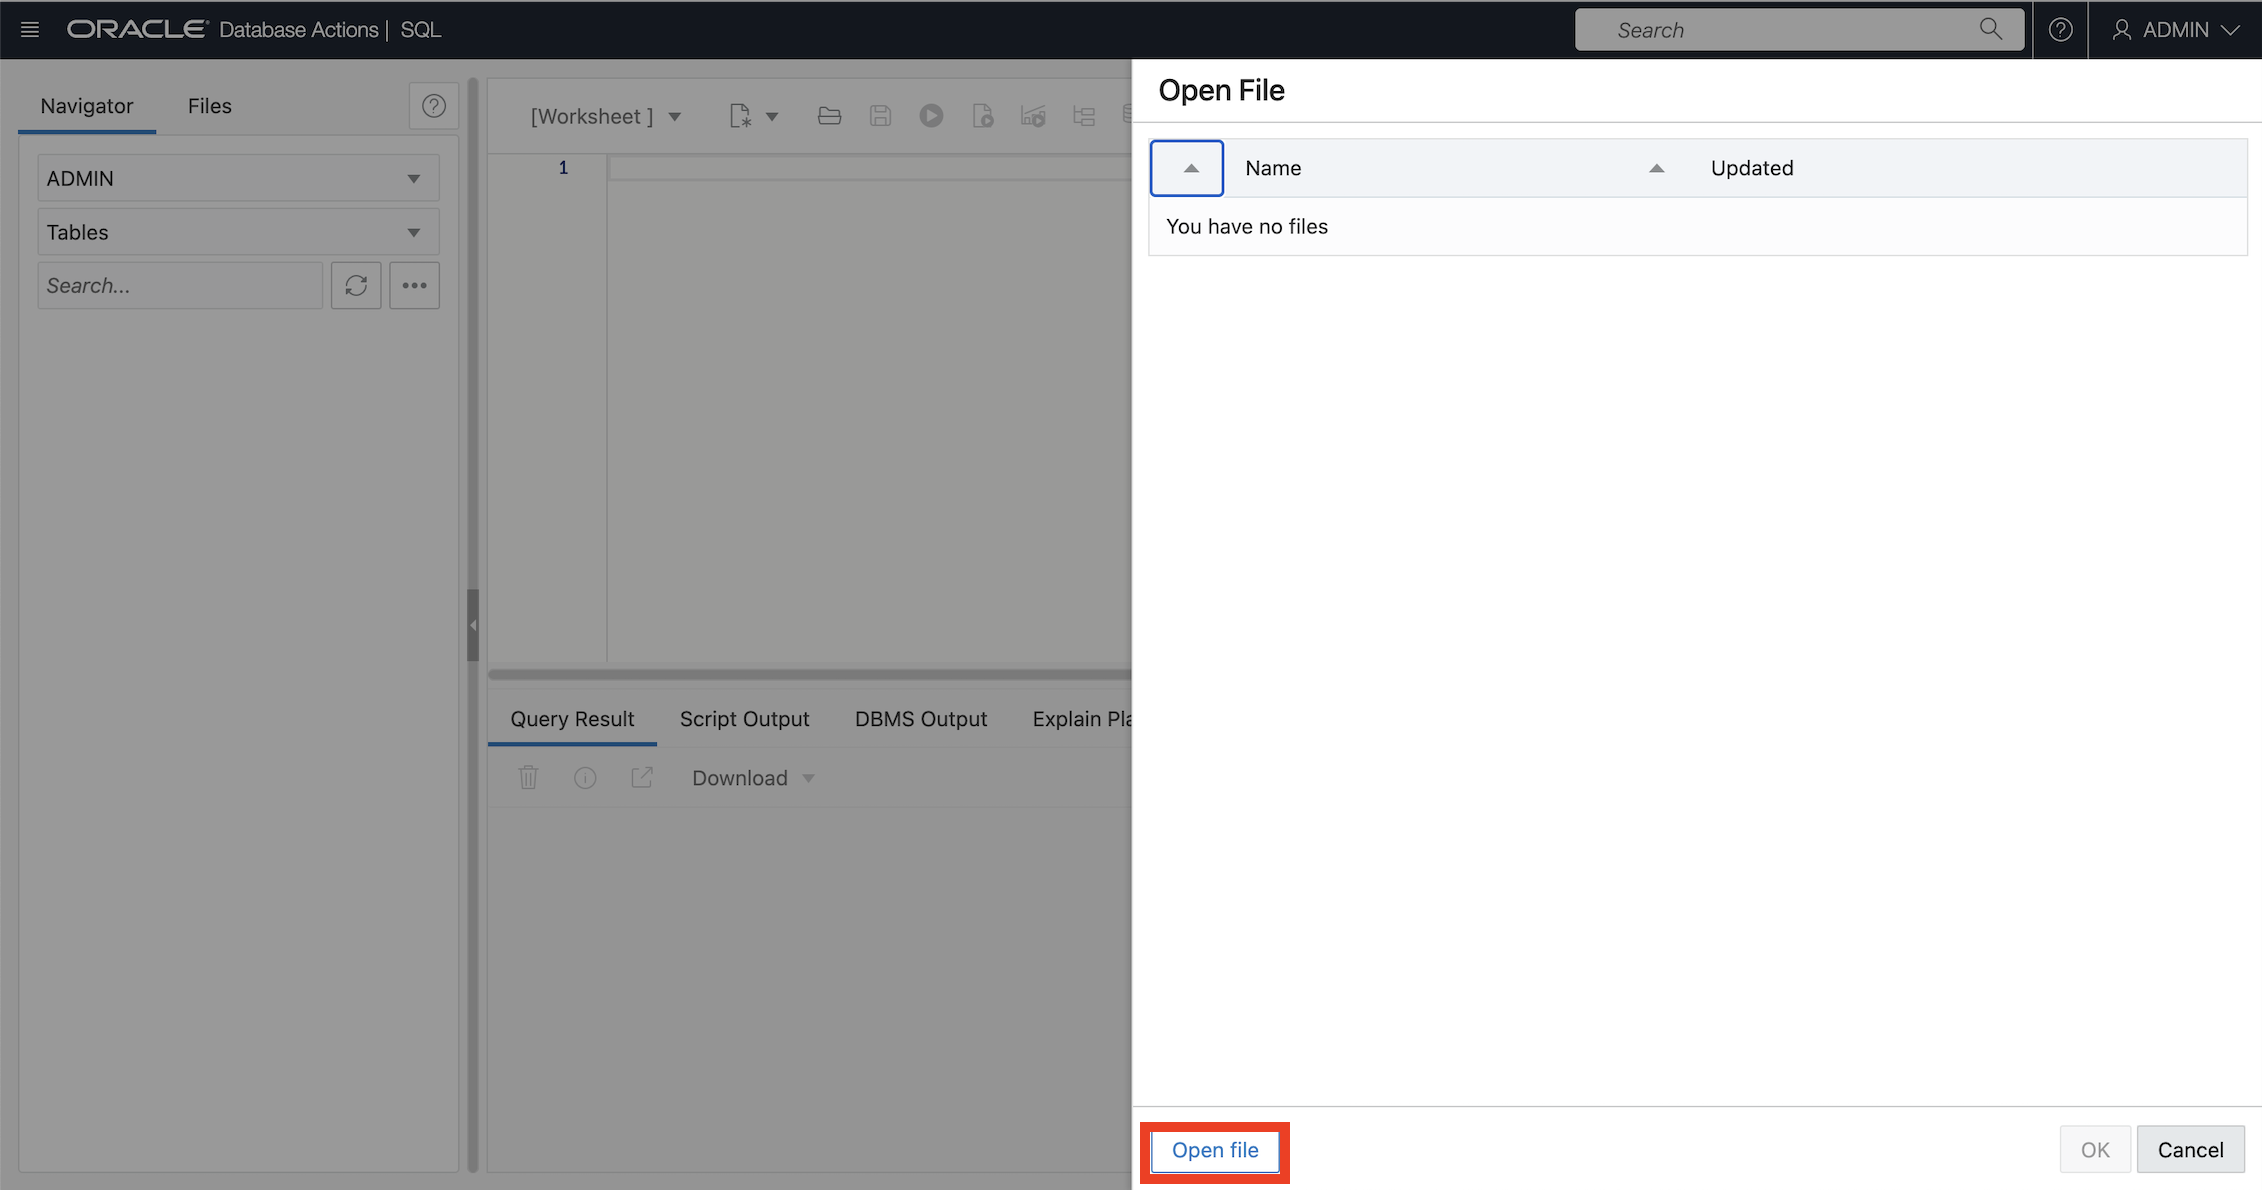 ORACLE Database Actions | SQL
Search
ADMIN
Navigator Files
[Worksheet ]
Open File
ADMIN
Tables
Search...
1
Name Updated
You have no files
Query Result Script Output DBMS Output Explain Pla
Download
Open file OK Cancel